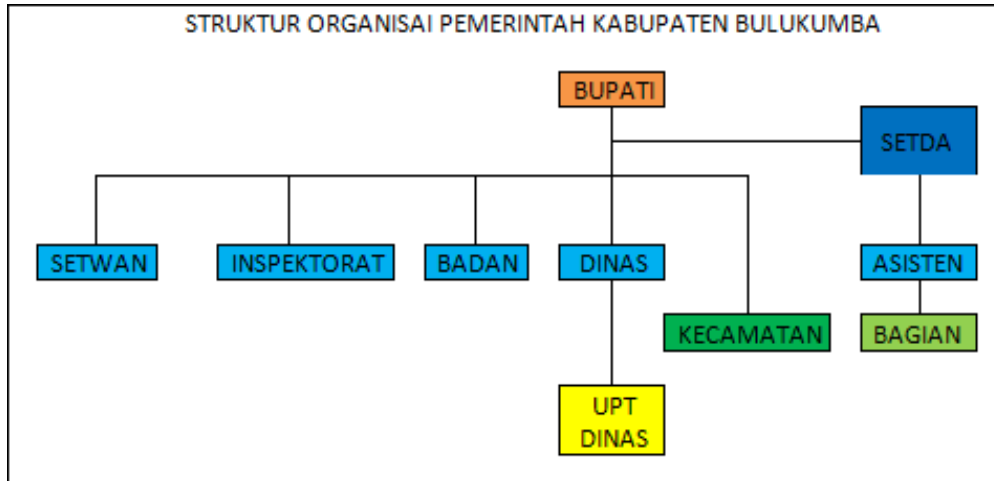 STRUKTUR ORGANISAI PEMERINTAH KABUPATEN BULUKUMBA
BUPATI
SETDA
SETWAN
INSPEKTORAT
BADAN
DINAS
ASISTEN
KECAMATAN
BAGIAN
UPT
DINAS